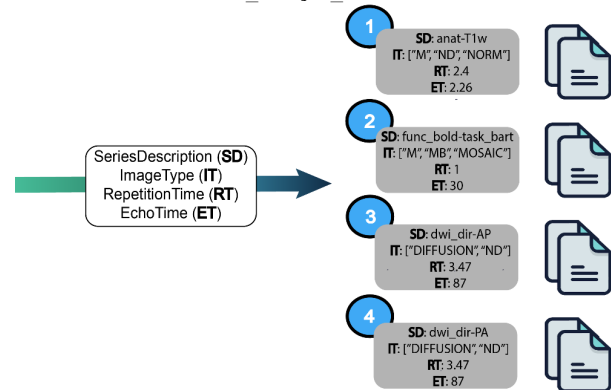 SeriesDescription (SD)
ImageType (IT)
RepetitionTime (RT)
EchoTime (ET)
1
SD: anat-T1w
IT: ["M", "ND", "NORM"]
RT: 2.4
ET: 2.26
2
SD: func_bold-task_bart
IT: ["M", "MB", "MOSAIC"]
RT: 1
ET: 30
3
SD: dwi_dir-AP
IT: ["DIFFUSION", "ND"]
RT: 3.47
ET: 87
4
SD: dwi_dir-PA
IT: ["DIFFUSION", "ND"]
RT: 3.47
ET: 87